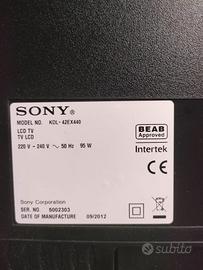 SONY®
MODEL NO. KDL-42EX440
LCD TV
TV LCD
220 V - 240 V ~ 50 Hz 95 W
BEAB
Approved
Intertek
CE
Sony Corporation
SER. NO. 5002303
DATE OF MANUFACTURE 09/2012
subito